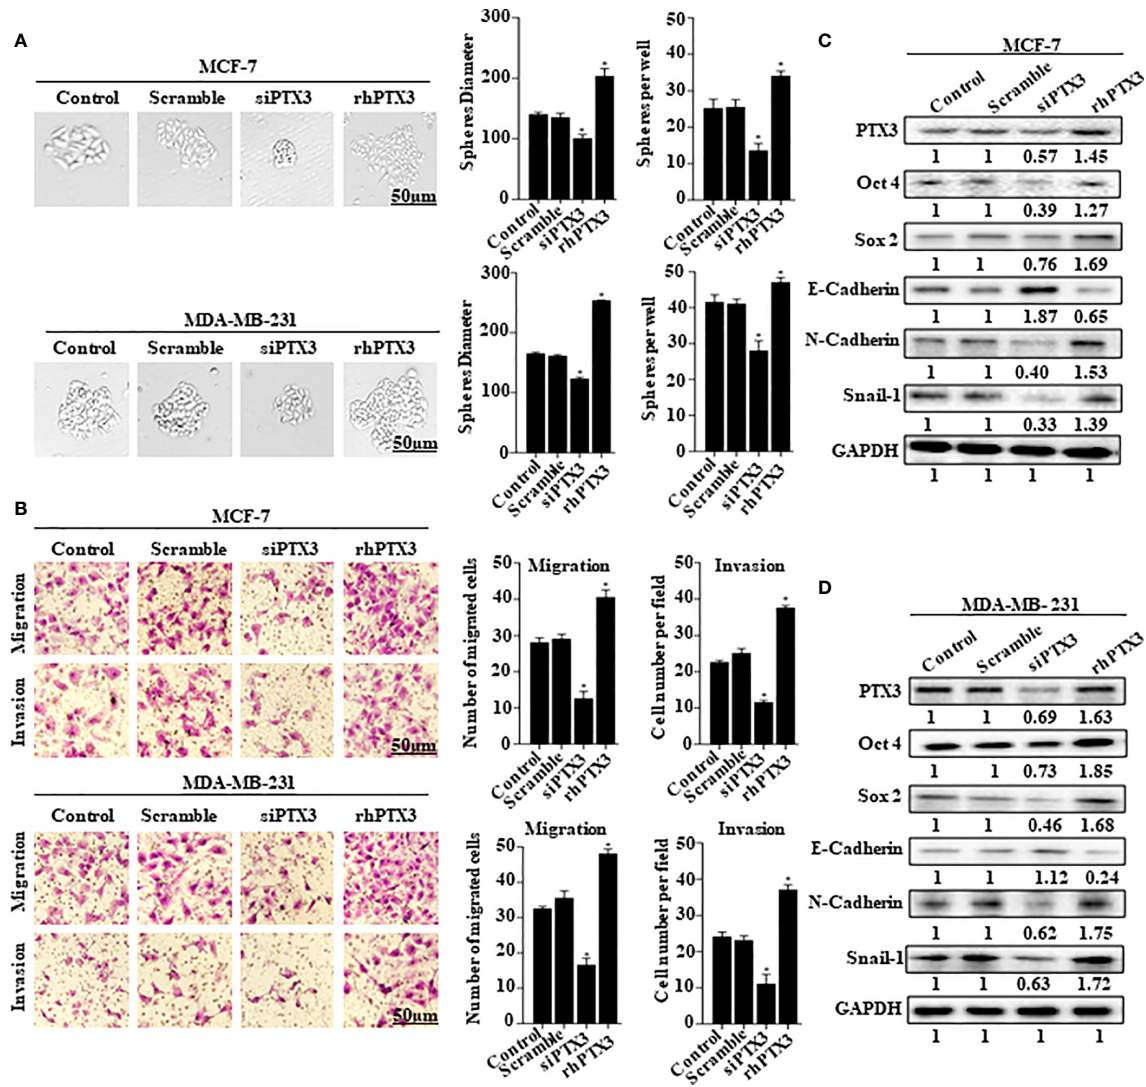 A
MCF-7
Control Scramble siPTX3 rhPTX3
50um
MDA-MB-231
Control Scramble siPTX3 rhPTX3
50um
Spheres Diameter
300
200
100
0
Control Scramble siPTX3 rhPTX3
*
*
Spheres per well
50
40
30
20
10
0
Control Scramble siPTX3 rhPTX3
*
*
Spheres Diameter
300
200
100
0
Control Scramble siPTX3 rhPTX3
*
*
Spheres per well
50
40
30
20
10
0
Control Scramble siPTX3 rhPTX3
*
*
B
MCF-7
Control Scramble siPTX3 rhPTX3
Migration
Invasion
50um
MDA-MB-231
Control Scramble siPTX3 rhPTX3
Migration
Invasion
50um
Migration
Number of migrated cells
50
40
30
20
10
0
Control Scramble siPTX3 rhPTX3
*
*
Invasion
Cell number per field
50
40
30
20
10
0
Control Scramble siPTX3 rhPTX3
*
*
Migration
Number of migrated cells
50
40
30
20
10
0
Control Scramble siPTX3 rhPTX3
*
*
Invasion
Cell number per field
50
40
30
20
10
0
Control Scramble siPTX3 rhPTX3
*
*
C
MCF-7
Control Scramble siPTX3 rhPTX3
PTX3
1 1 0.57 1.45
Oct 4
1 1 0.39 1.27
Sox 2
1 1 0.76 1.69
E-Cadherin
1 1 1.87 0.65
N-Cadherin
1 1 0.40 1.53
Snail-1
1 1 0.33 1.39
GAPDH
1 1 1 1
D
MDA-MB- 231
Control Scramble siPTX3 rhPTX3
PTX3
1 1 0.69 1.63
Oct 4
1 1 0.73 1.85
Sox 2
1 1 0.46 1.68
E-Cadherin
1 1 1.12 0.24
N-Cadherin
1 1 0.62 1.75
Snail-1
1 1 0.63 1.72
GAPDH
1 1 1 1